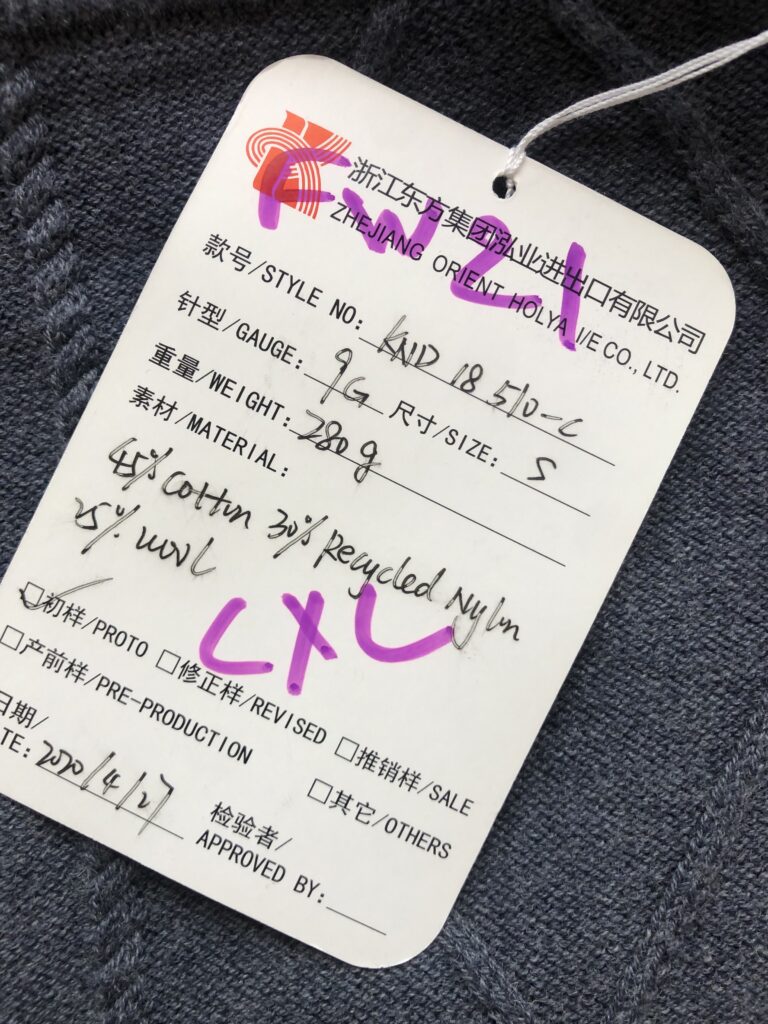 浙江东方集团泓业进出口有限公司
ZHEJIANG ORIENT HOLYA I/E CO., LTD.
FW21
款号/STYLE NO: KND 18510-C
针型/GAUGE: 9G 尺寸/SIZE: S
重量/WEIGHT: 280g
素材/MATERIAL:
45% Cotton 30% Recycled Nylon
25% wool
LXC
☑初样/PROTO □修正样/REVISED □推销样/SALE
□产前样/PRE-PRODUCTION □其它/OTHERS
日期/
TE: 2020/4/27
检验者/
APPROVED BY: